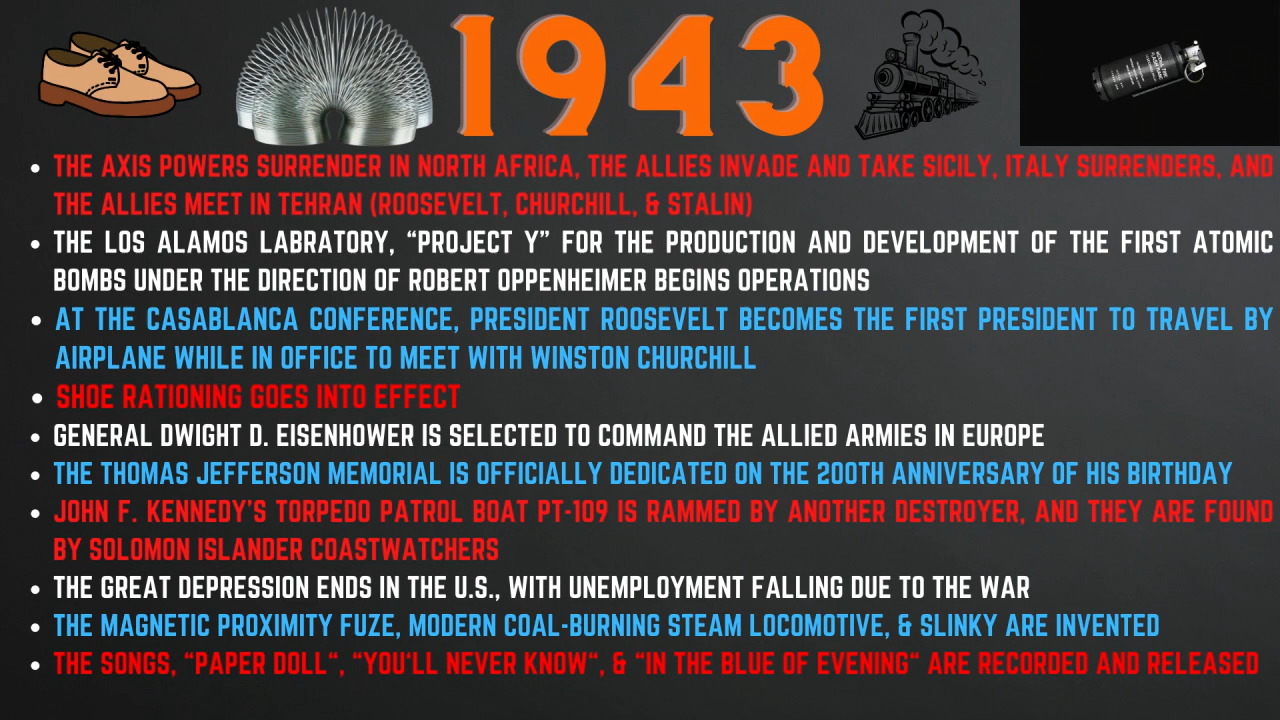 1943
THE AXIS POWERS SURRENDER IN NORTH AFRICA, THE ALLIES INVADE AND TAKE SICILY, ITALY SURRENDERS, AND
THE ALLIES MEET IN TEHRAN (ROOSEVELT, CHURCHILL, & STALIN)
THE LOS ALAMOS LABRATORY, “PROJECT Y” FOR THE PRODUCTION AND DEVELOPMENT OF THE FIRST ATOMIC
BOMBS UNDER THE DIRECTION OF ROBERT OPPENHEIMER BEGINS OPERATIONS
AT THE CASABLANCA CONFERENCE, PRESIDENT ROOSEVELT BECOMES THE FIRST PRESIDENT TO TRAVEL BY
AIRPLANE WHILE IN OFFICE TO MEET WITH WINSTON CHURCHILL
SHOE RATIONING GOES INTO EFFECT
GENERAL DWIGHT D. EISENHOWER IS SELECTED TO COMMAND THE ALLIED ARMIES IN EUROPE
THE THOMAS JEFFERSON MEMORIAL IS OFFICIALLY DEDICATED ON THE 200TH ANNIVERSARY OF HIS BIRTHDAY
JOHN F. KENNEDY’S TORPEDO PATROL BOAT PT-109 IS RAMMED BY ANOTHER DESTROYER, AND THEY ARE FOUND
BY SOLOMON ISLANDER COASTWATCHERS
THE GREAT DEPRESSION ENDS IN THE U.S., WITH UNEMPLOYMENT FALLING DUE TO THE WAR
THE MAGNETIC PROXIMITY FUZE, MODERN COAL-BURNING STEAM LOCOMOTIVE, & SLINKY ARE INVENTED
THE SONGS, “PAPER DOLL“, “YOU‘LL NEVER KNOW“, & “IN THE BLUE OF EVENING“ ARE RECORDED AND RELEASED